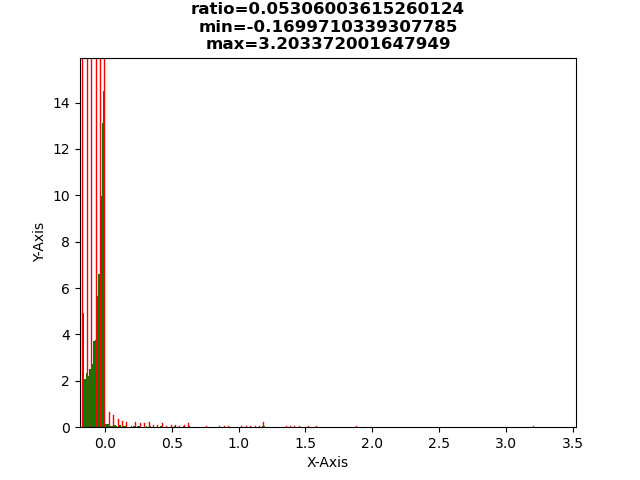 ratio=0.05306003615260124
min=-0.1699710339307785
max=3.203372001647949
14
12
10
8
6
4
2
0
Y-Axis
0.0 0.5 1.0 1.5 2.0 2.5 3.0 3.5
X-Axis